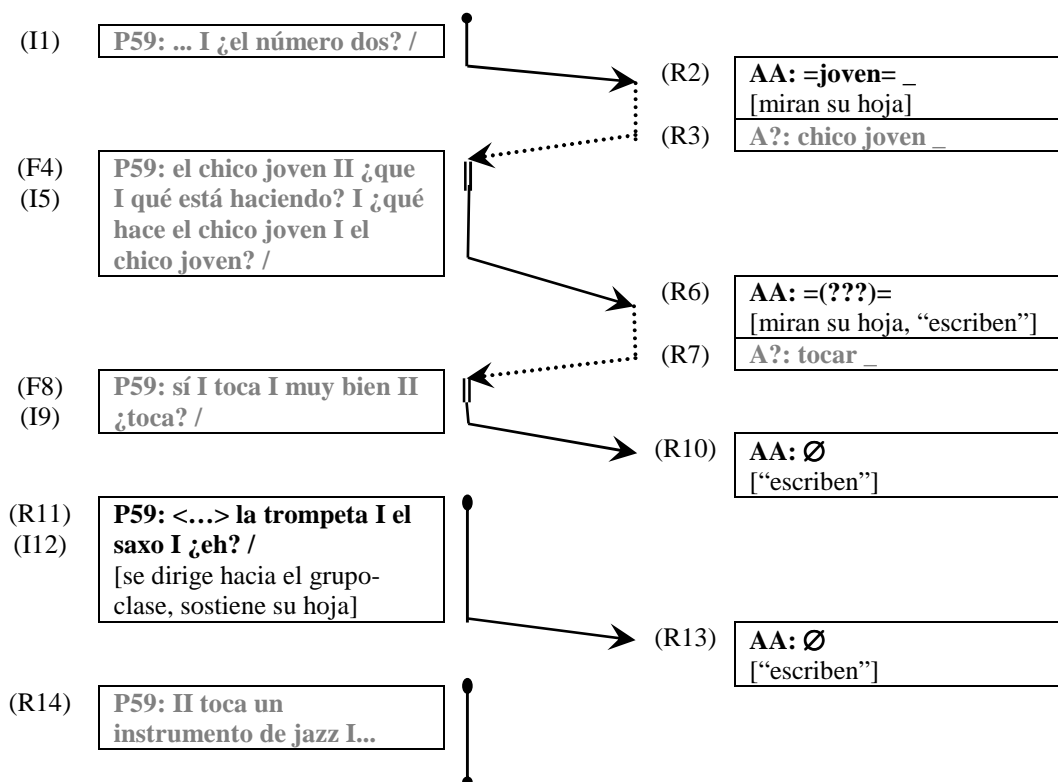 (I1)
P59: ... I ¿el número dos? /
(R2)
AA: =joven= _
[miran su hoja]
(R3)
A?: chico joven _
(F4)
(I5)
P59: el chico joven II ¿que
I qué está haciendo? I ¿qué
hace el chico joven I el
chico joven? /
(R6)
AA: =(???)=
[miran su hoja, “escriben”]
(R7)
A?: tocar _
(F8)
(I9)
P59: sí I toca I muy bien II
¿toca? /
(R10)
AA: Ø
[“escriben”]
(R11)
(I12)
P59: <…> la trompeta I el
saxo I ¿eh? /
[se dirige hacia el grupo-
clase, sostiene su hoja]
(R13)
AA: Ø
[“escriben”]
(R14)
P59: II toca un
instrumento de jazz I...